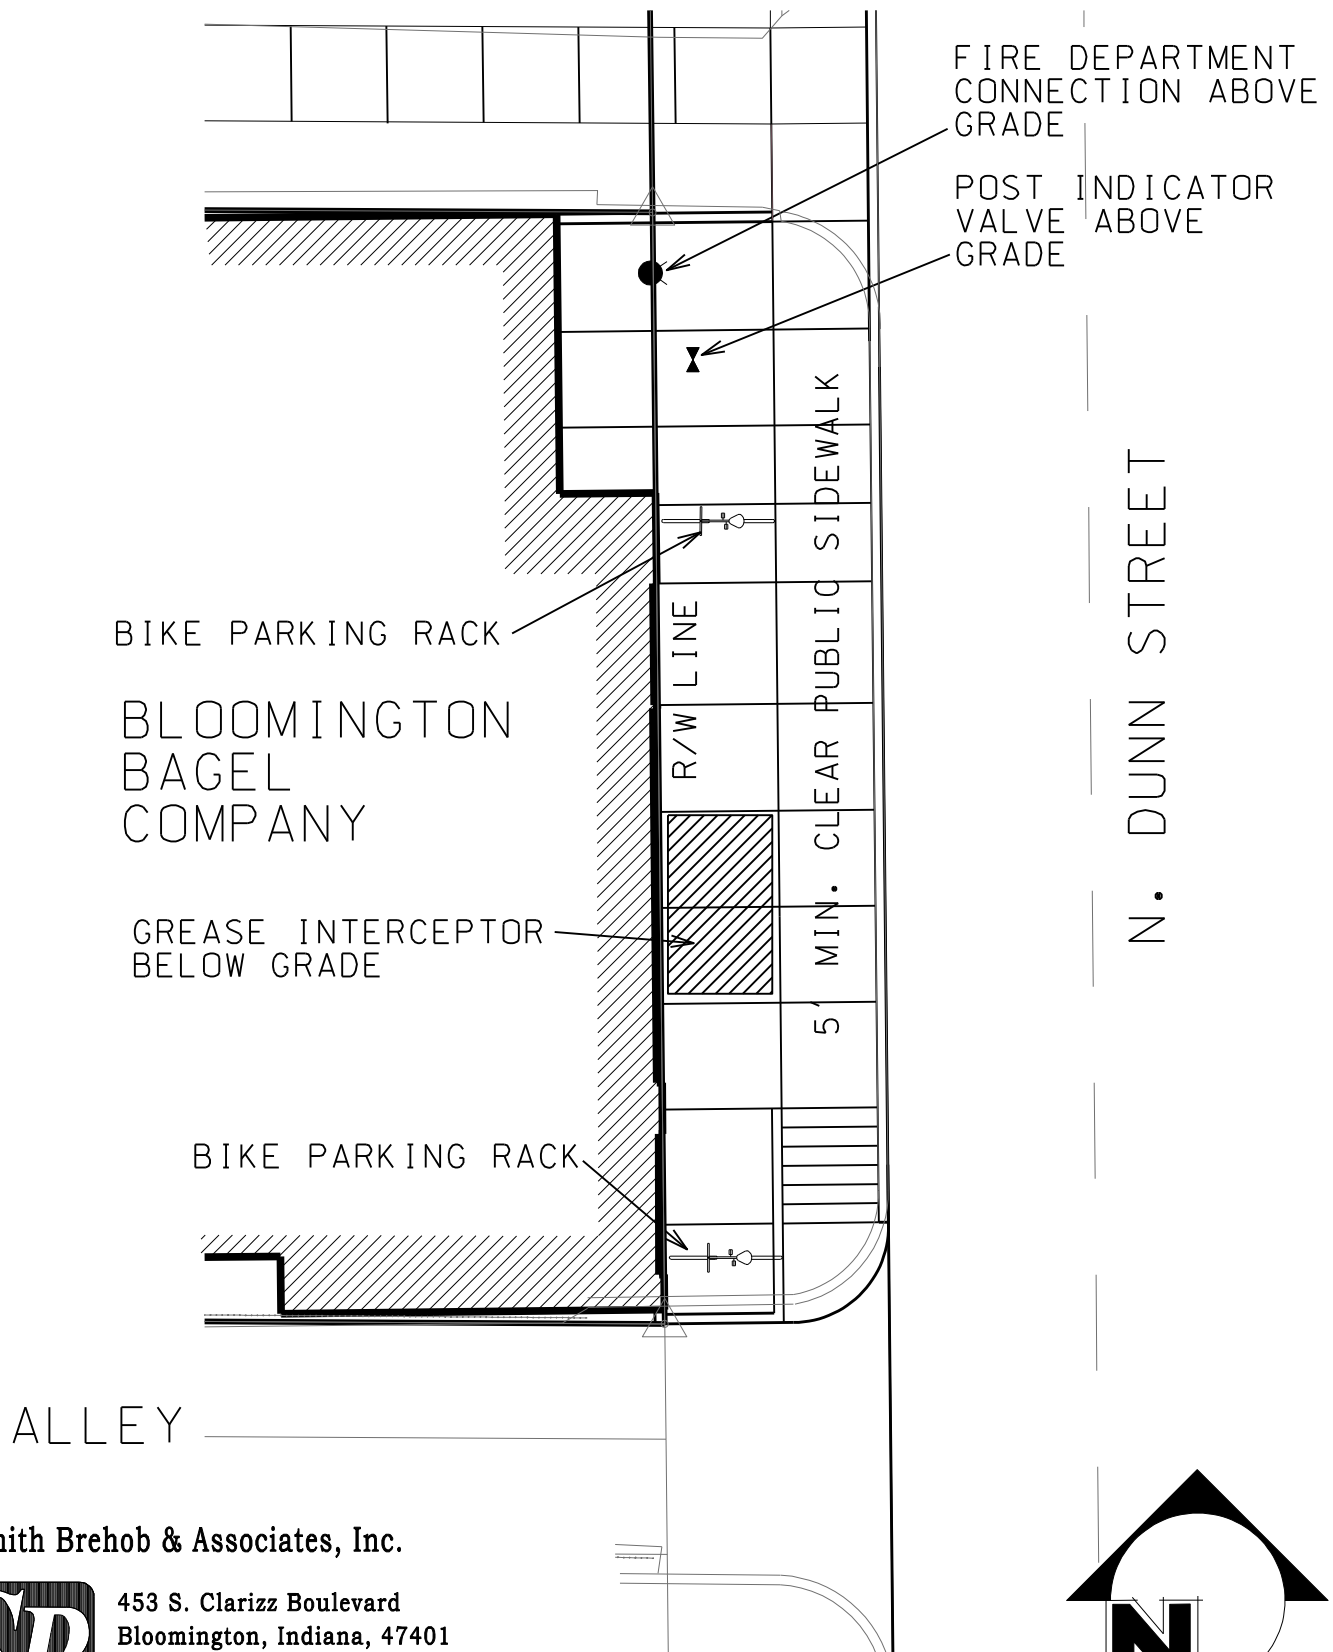 FIRE DEPARTMENT
CONNECTION ABOVE
GRADE
POST INDICATOR
VALVE ABOVE
GRADE
BIKE PARKING RACK
BLOOMINGTON
BAGEL
COMPANY
R/W LINE
5' MIN. CLEAR PUBLIC SIDEWALK
N. DUNN STREET
GREASE INTERCEPTOR
BELOW GRADE
BIKE PARKING RACK
ALLEY
Brehob & Associates, Inc.
453 S. Clarizz Boulevard
Bloomington, Indiana, 47401
N